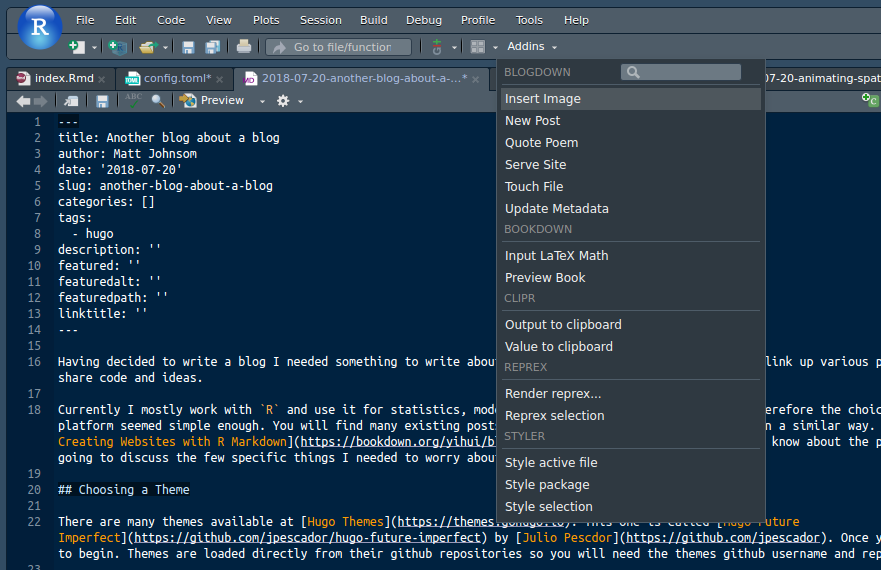 R
File Edit Code View Plots Session Build Debug Profile Tools Help
Go to file/function Addins
index.Rmd config.toml* 2018-07-20-another-blog-about-a-...* 07-20-animating-spat
ABC Preview
BLOGDOWN
Insert Image
New Post
Quote Poem
Serve Site
Touch File
Update Metadata
BOOKDOWN
Input LaTeX Math
Preview Book
CLIPR
Output to clipboard
Value to clipboard
REPREX
Render reprex...
Reprex selection
STYLER
Style active file
Style package
Style selection
1 ---
2 title: Another blog about a blog
3 author: Matt Johnsom
4 date: '2018-07-20'
5 slug: another-blog-about-a-blog
6 categories: []
7 tags:
8 - hugo
9 description: ''
10 featured: ''
11 featuredalt: ''
12 featuredpath: ''
13 linktitle: ''
14 ---
15
16 Having decided to write a blog I needed something to write abou link up various p
share code and ideas.
17
18 Currently I mostly work with `R` and use it for statistics, mod erefore the choic
platform seemed simple enough. You will find many existing post n a similar way.
Creating Websites with R Markdown](https://bookdown.org/yihui/b know about the p
going to discuss the few specific things I needed to worry abou
19
20 ## Choosing a Theme
21
22 There are many themes available at [Hugo Themes](https://themes.gohugo.io). This one is called [Hugo Future
Imperfect](https://github.com/jpescador/hugo-future-imperfect) by [Julio Pescdor](https://github.com/jpescador). Once y
to begin. Themes are loaded directly from their github repositories so you will need the themes github username and rep
23